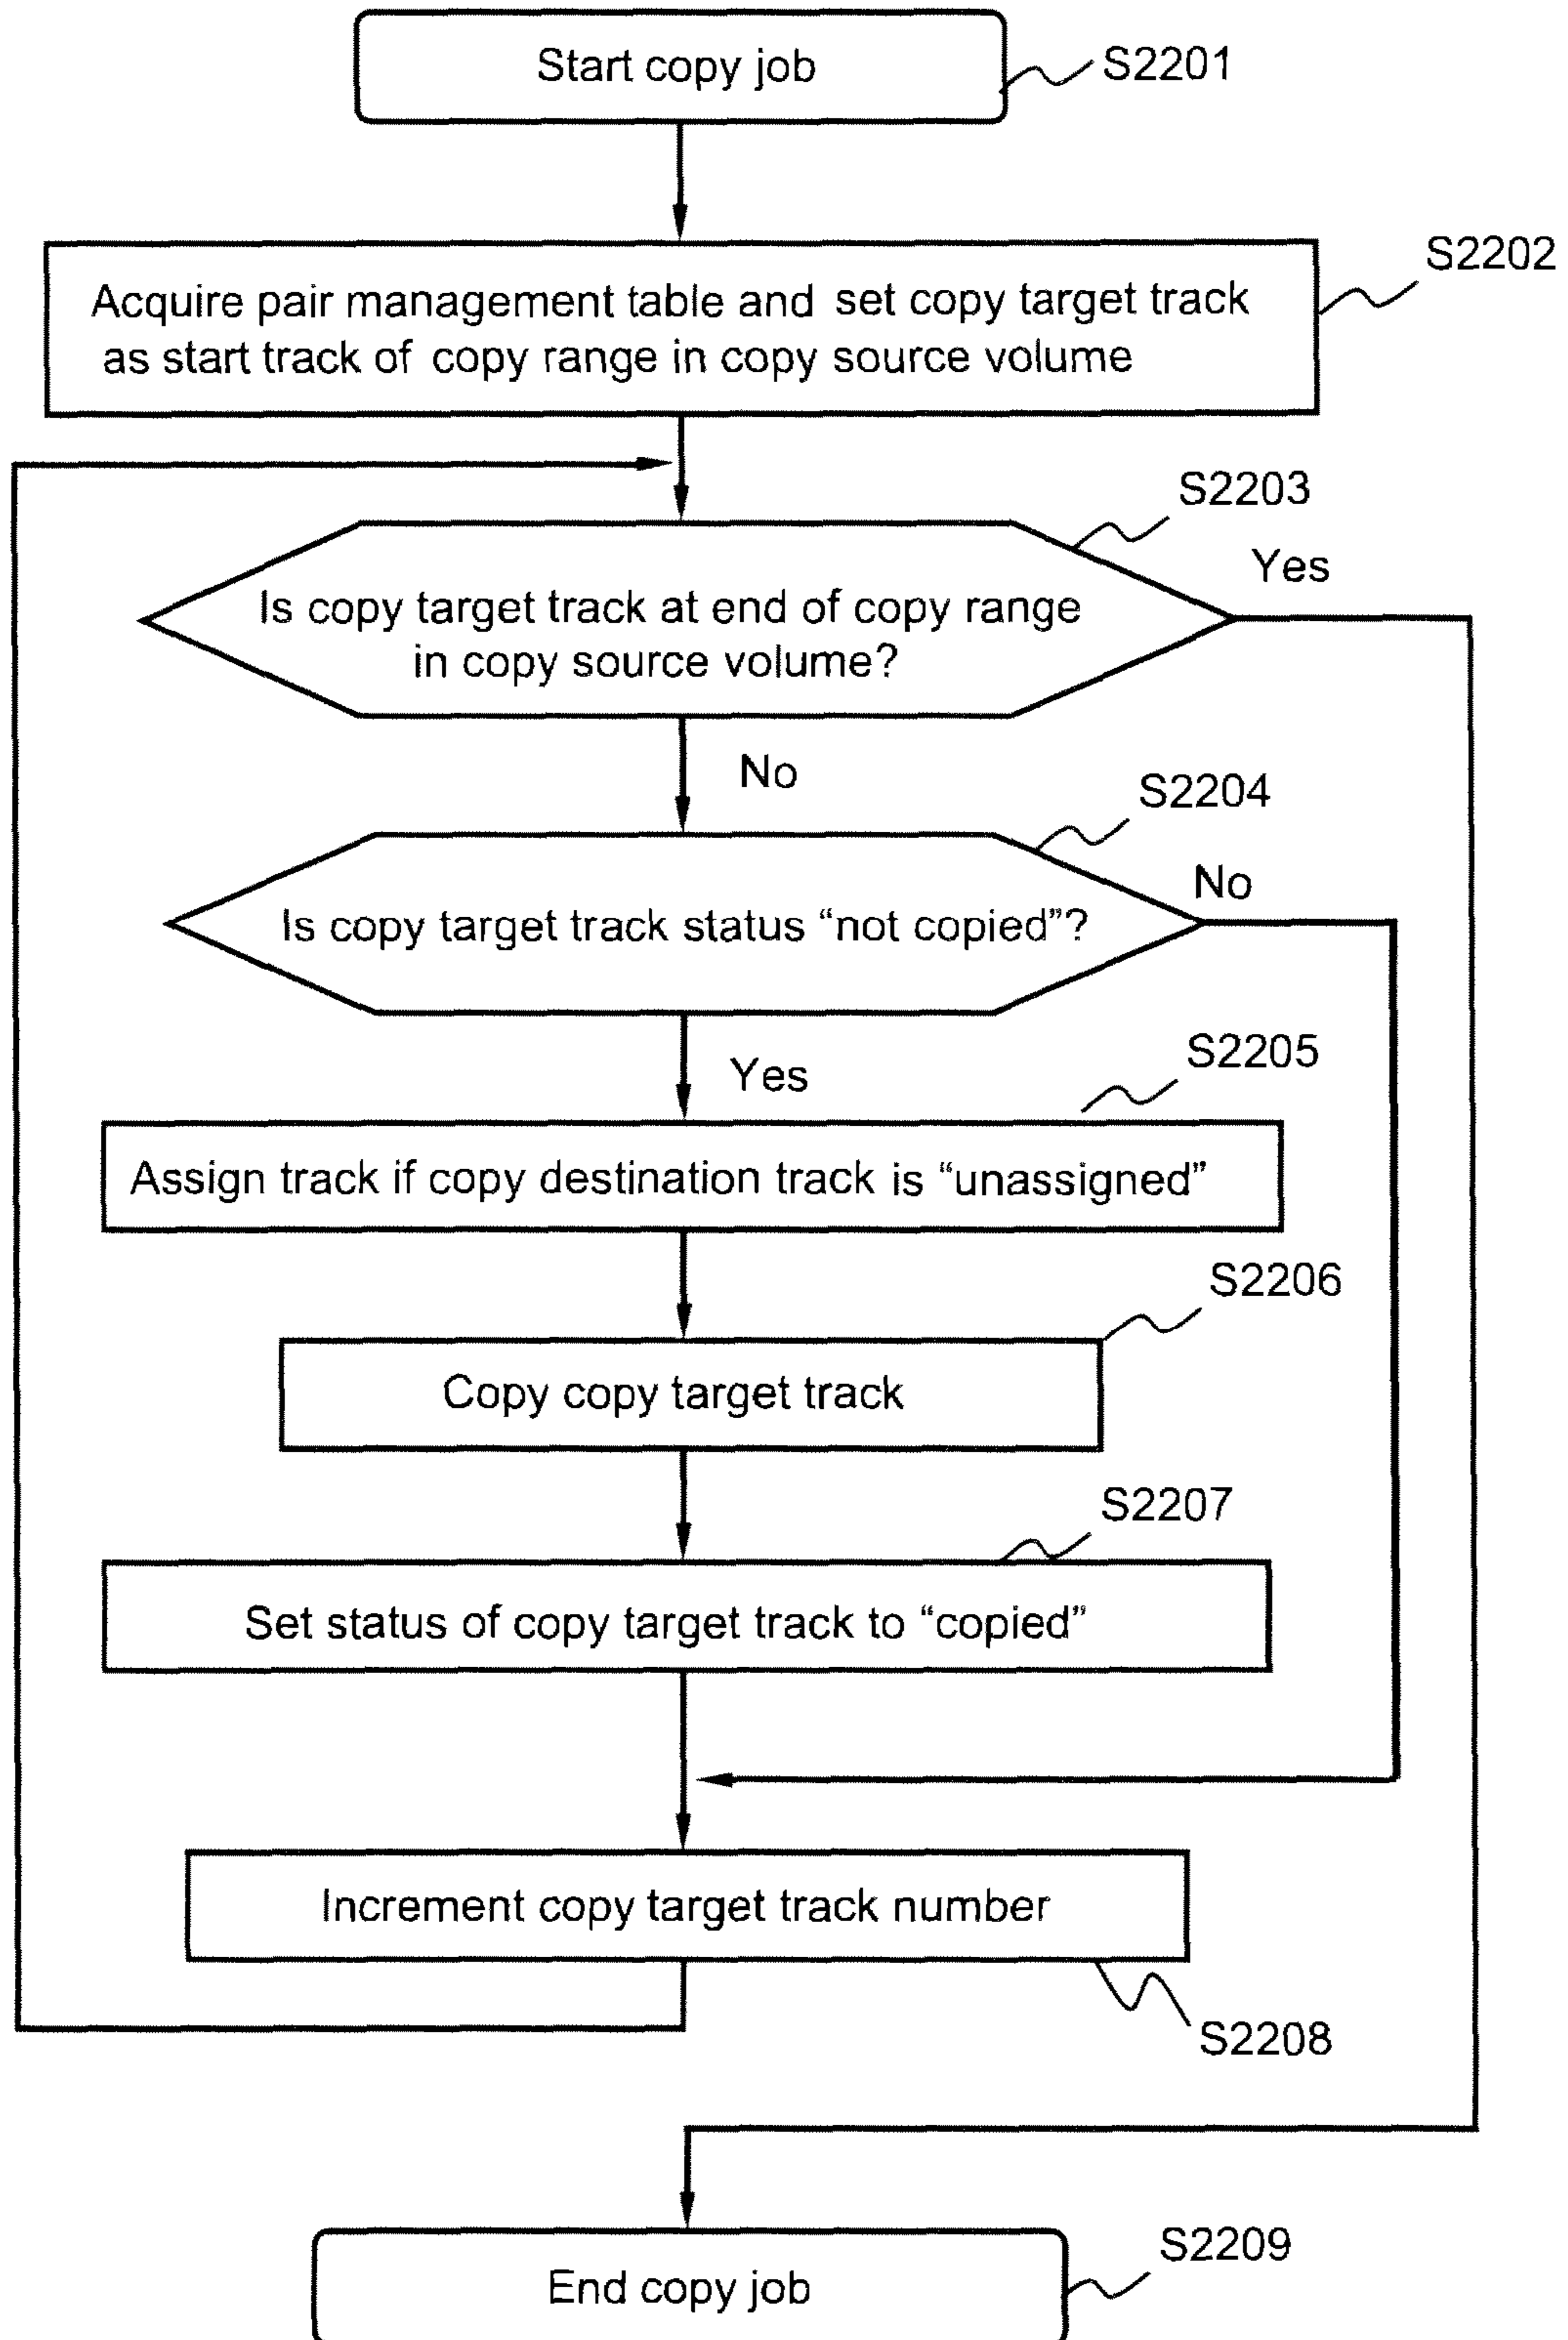 Start copy job
S2201
S2202
Acquire pair management table and set copy target track
as start track of copy range in copy source volume
S2203
Yes
Is copy target track at end of copy range
in copy source volume?
No
S2204
No
Is copy target track status “not copied”?
Yes
S2205
Assign track if copy destination track is “unassigned”
S2206
Copy copy target track
S2207
Set status of copy target track to “copied”
Increment copy target track number
S2208
S2209
End copy job